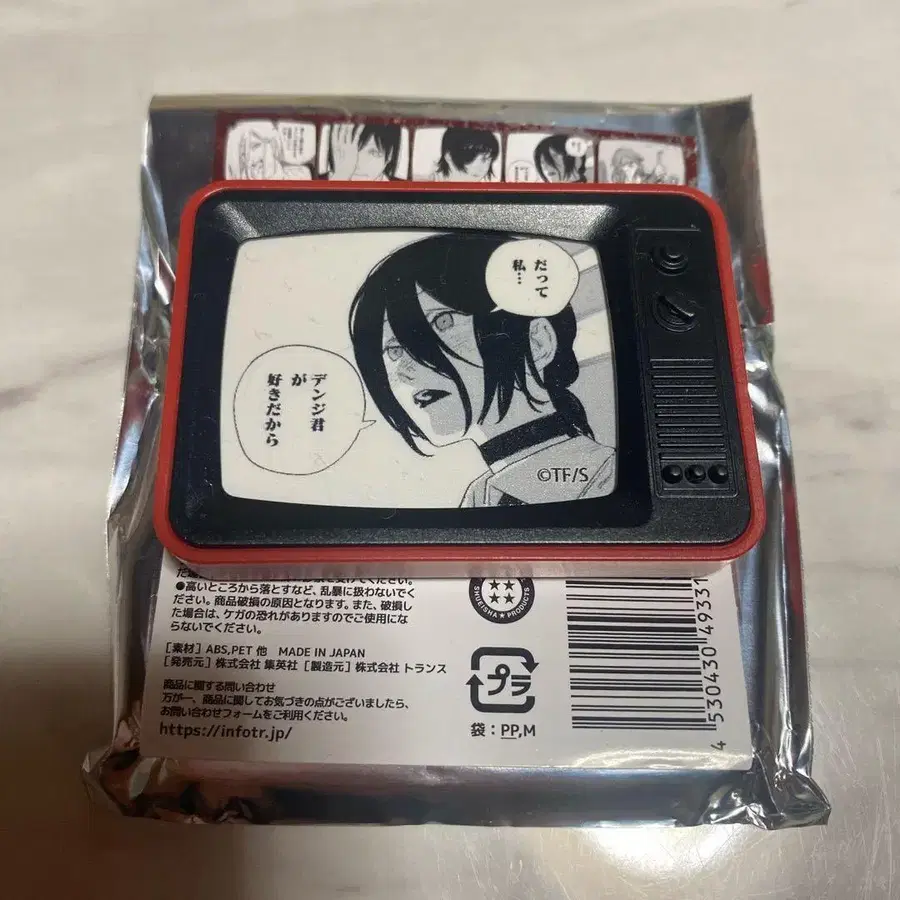 だって
私…
デンジ君
が
好きだから
©TF/S
●高いところから落とすなど、乱暴に扱わないでく
ださい。商品破損の原因となります。また、破損し
た場合は、ケガの恐れがありますのでご使用にな
らないでください。
[素材] ABS,PET 他 MADE IN JAPAN
[発売元] 株式会社 集英社 [製造元] 株式会社 トランス
商品に関する問い合わせ
万が一、商品に関してお気づきの点がございましたら、
お問い合わせフォームをご利用ください。
https://infotr.jp/
SHUEISHA ★ PRODUCTS
プラ
袋：PP,M
4 530430 49331